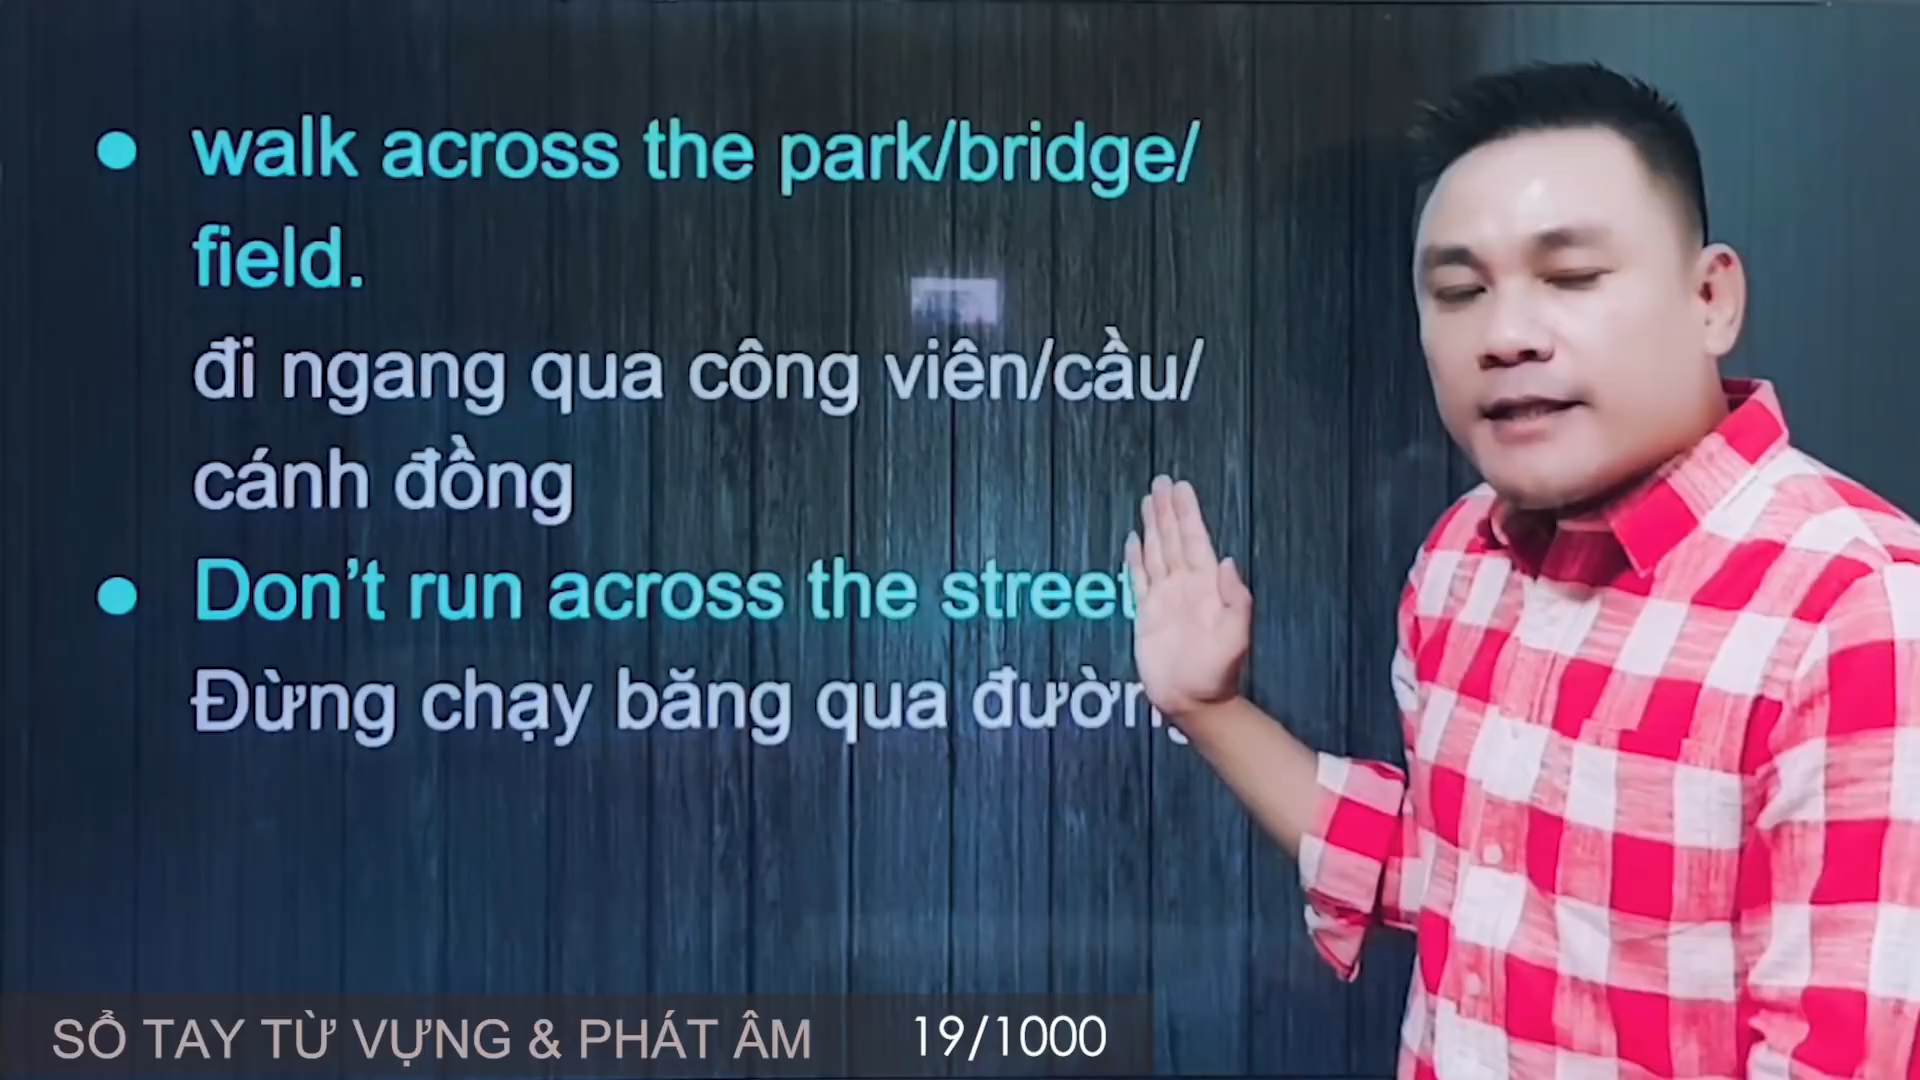 walk across the park/bridge/
field.
đi ngang qua công viên/cầu/
cánh đồng
Don’t run across the street
Đừng chạy băng qua
SỔ TAY TỪ VỰNG & PHÁT ÂM
19/1000